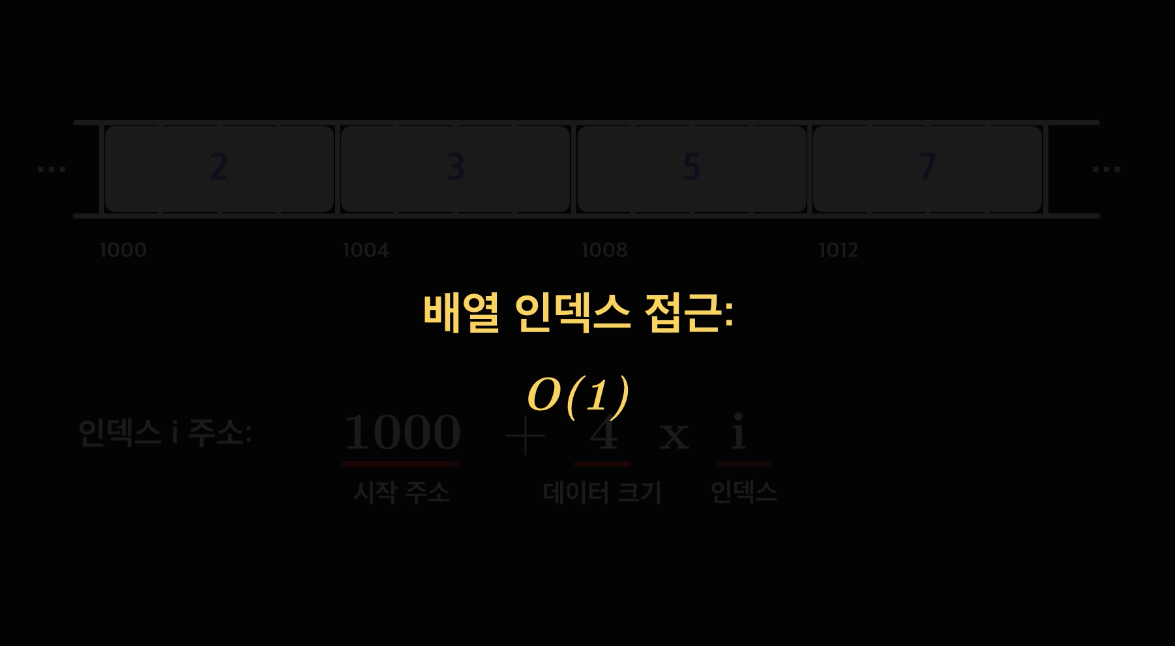 ... 2 3 5 7 ...
1000 1004 1008 1012
배열 인덱스 접근:
O(1)
인덱스 i 주소: 1000 + 4 x i
시작 주소 데이터 크기 인덱스